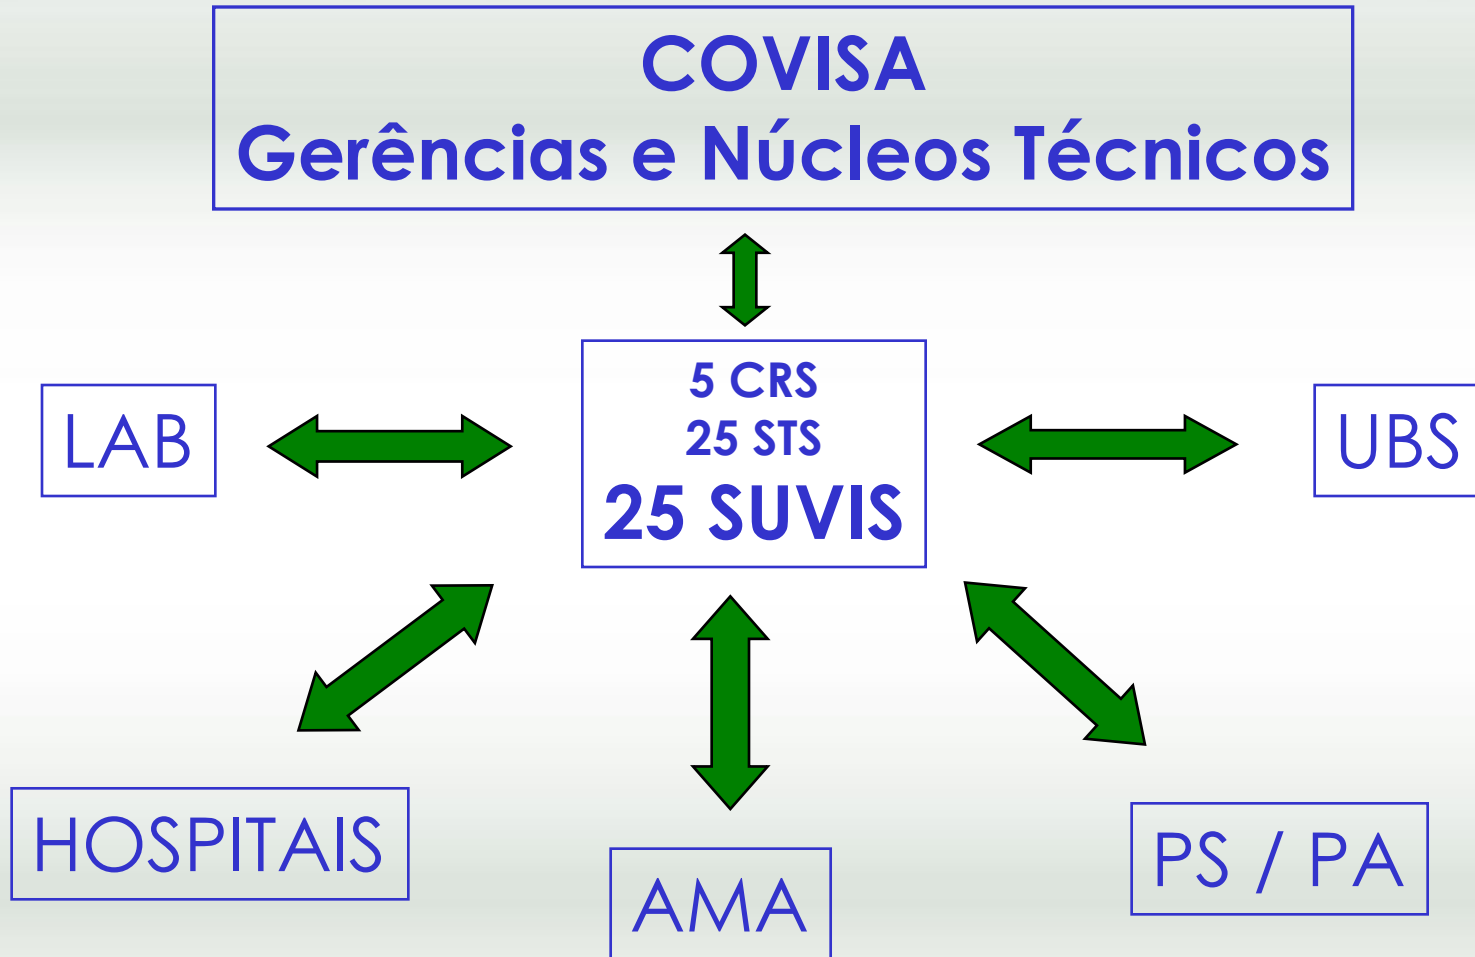 COVISA
Gerências e Núcleos Técnicos
5 CRS
25 STS
25 SUVIS
LAB
UBS
HOSPITAIS
AMA
PS / PA